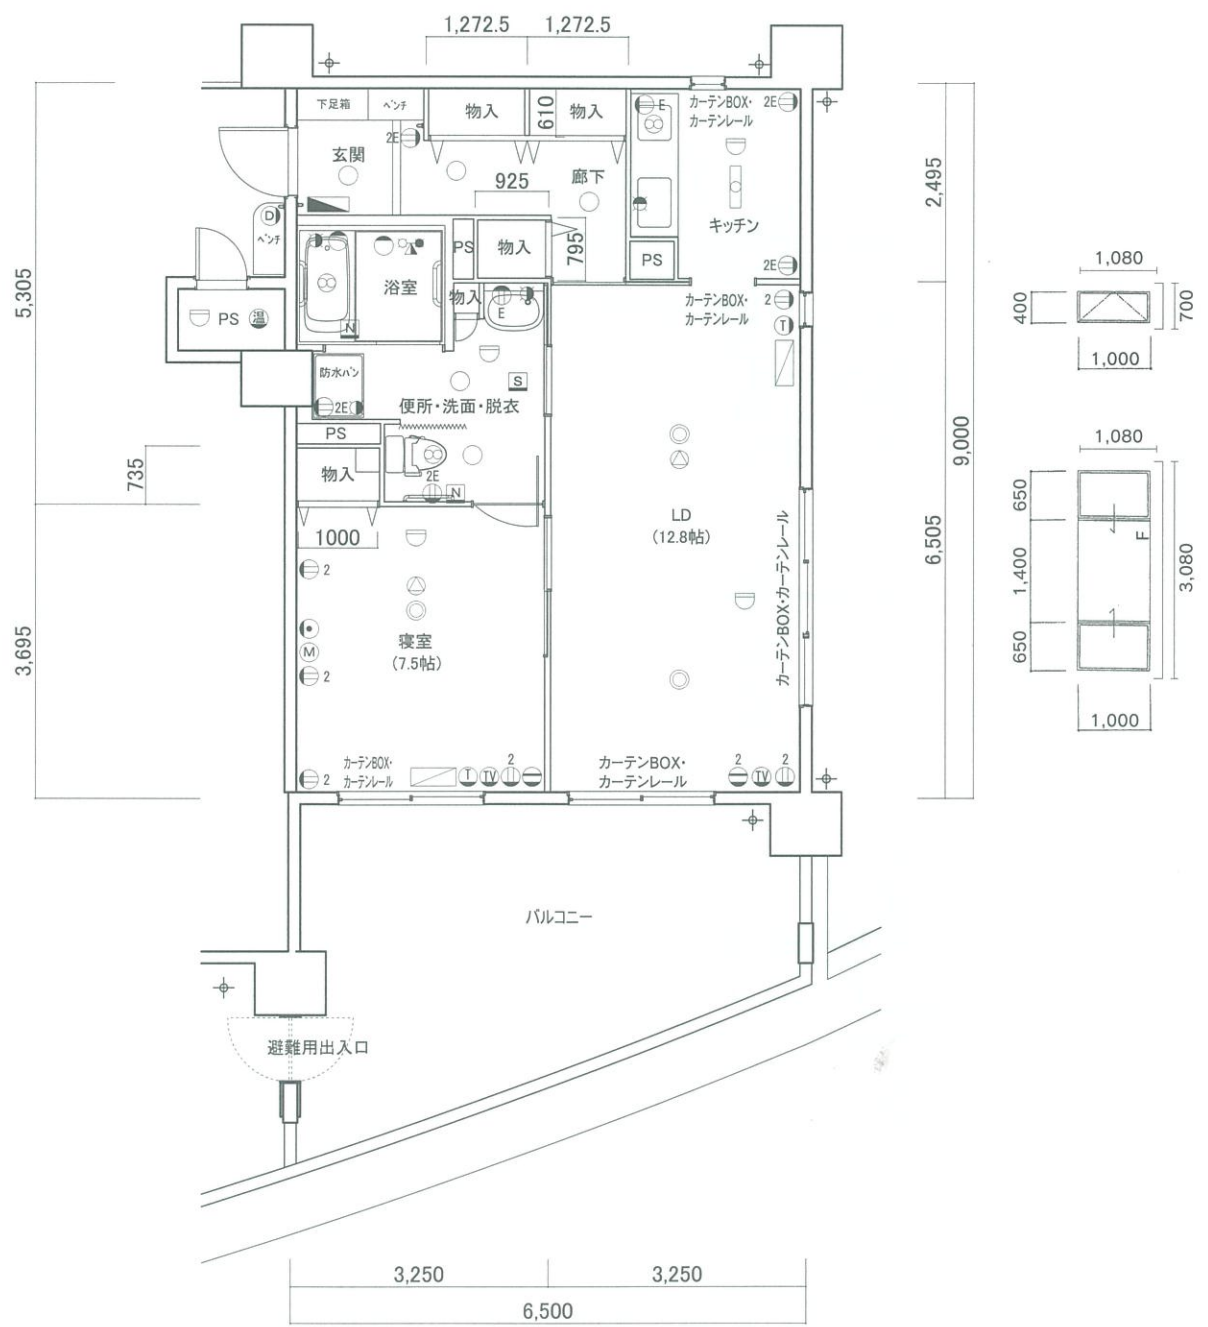 1,272.5
1,272.5
下足箱
ベンチ
物入
610
物入
E
カーテンBOX・
カーテンレール
2E
2E
玄関
廊下
925
2,495
D
ベンチ
キッチン
PS
物入
795
PS
2E
浴室
5,305
物入
E
カーテンBOX・
カーテンレール
2
T
N
PS
温
1,080
400
700
1,000
防水パン
2E
S
便所・洗面・脱衣
PS
9,000
735
物入
2E
N
1,080
650
LD
(12.8帖)
6,505
F
1000
カーテンBOX・カーテンレール
1,400
3,080
2
M
2
寝室
(7.5帖)
3,695
650
1,000
2
カーテンBOX・
カーテンレール
T
TV
2
カーテンBOX・
カーテンレール
2
TV
2
バルコニー
避難用出入口
3,250
3,250
6,500